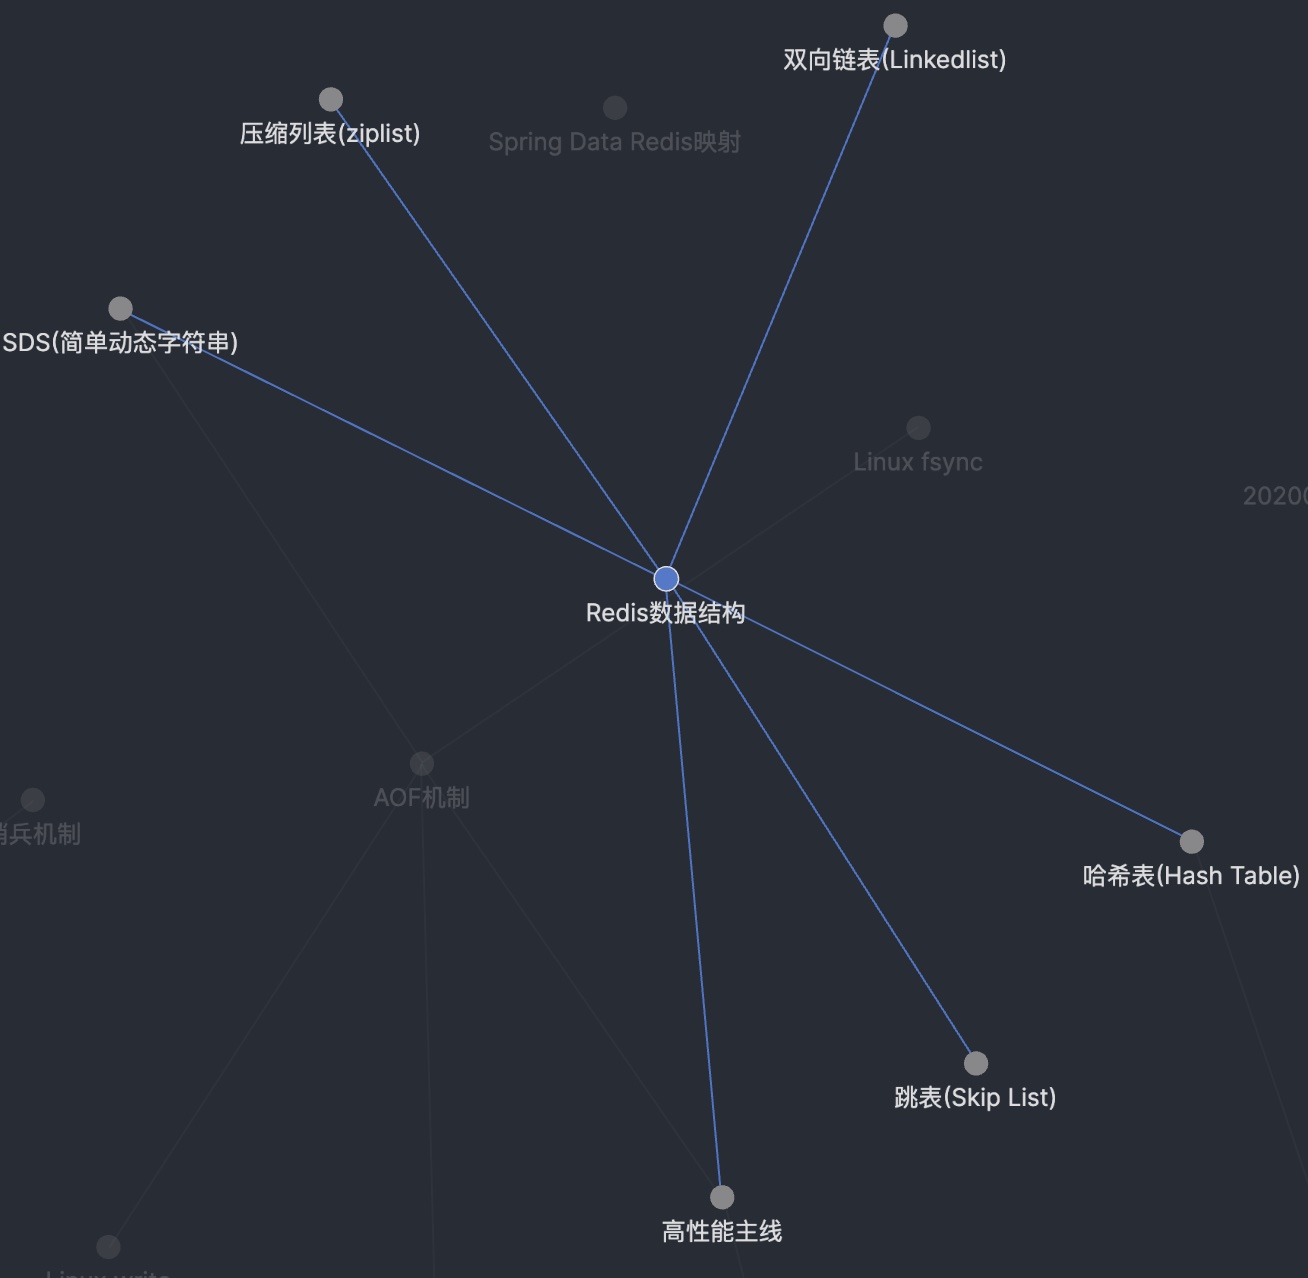 双向链表(Linkedlist)
压缩列表(ziplist)
Spring Data Redis映射
SDS(简单动态字符串)
Linux fsync
2020
Redis数据结构
AOF机制
兵机制
哈希表(Hash Table)
跳表(Skip List)
高性能主线
Linux write